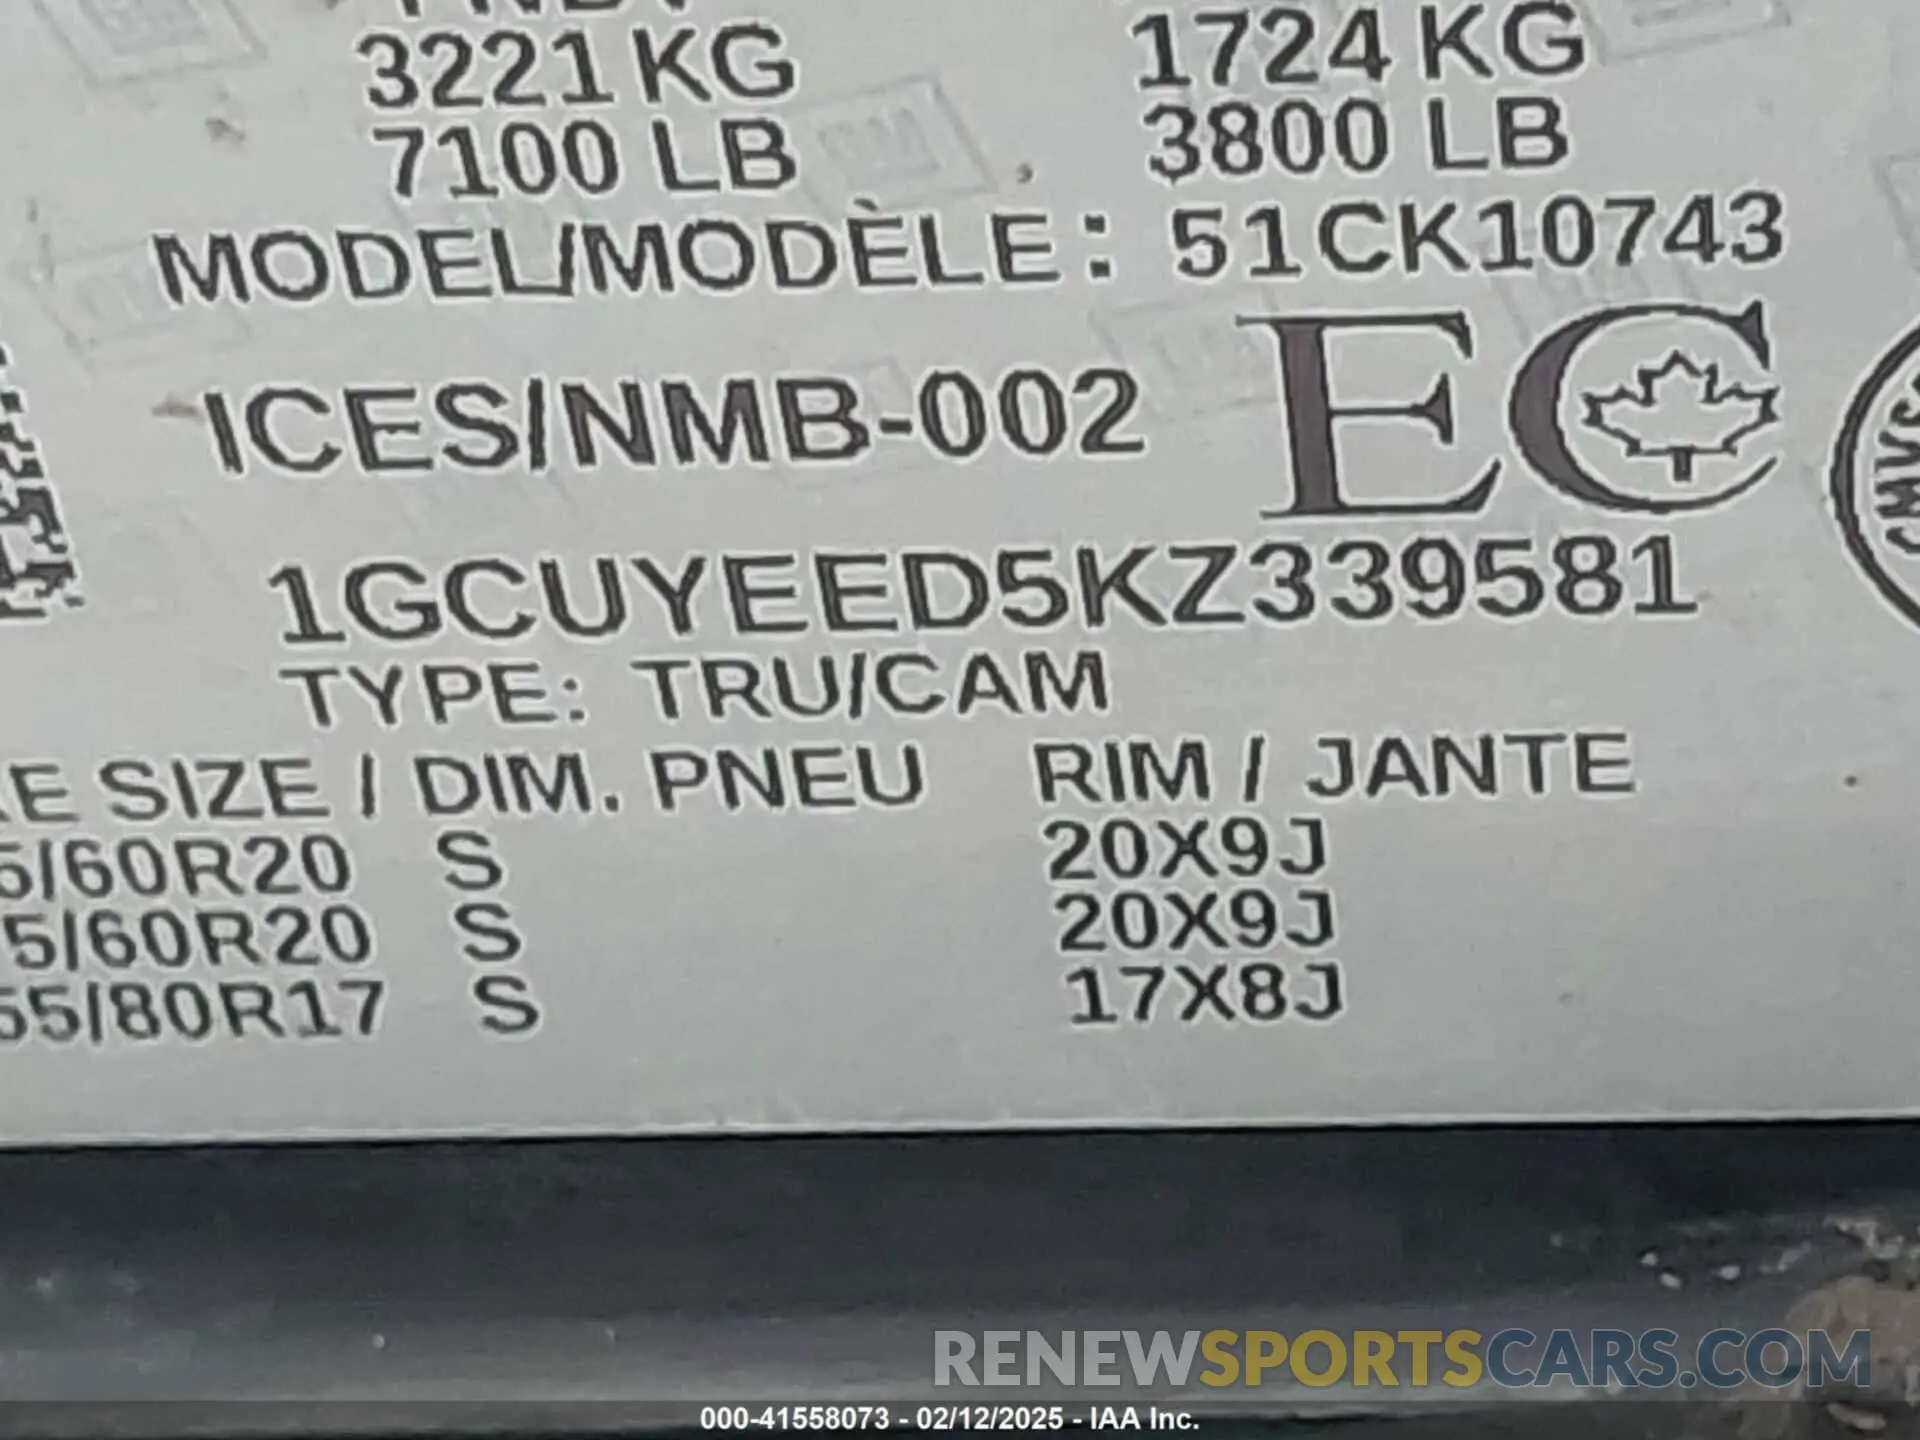 3221 KG 1724 KG
7100 LB 3800 LB
MODEL/MODÈLE: 51CK10743
ICES/NMB-002 EC
1GCUYEED5KZ339581
TYPE: TRU/CAM
SIZE / DIM. PNEU RIM / JANTE
5/60R20 S 20X9J
5/60R20 S 20X9J
55/80R17 S 17X8J
RENEWSPORTSCARS.COM
000-41558073 - 02/12/2025 - IAA Inc.